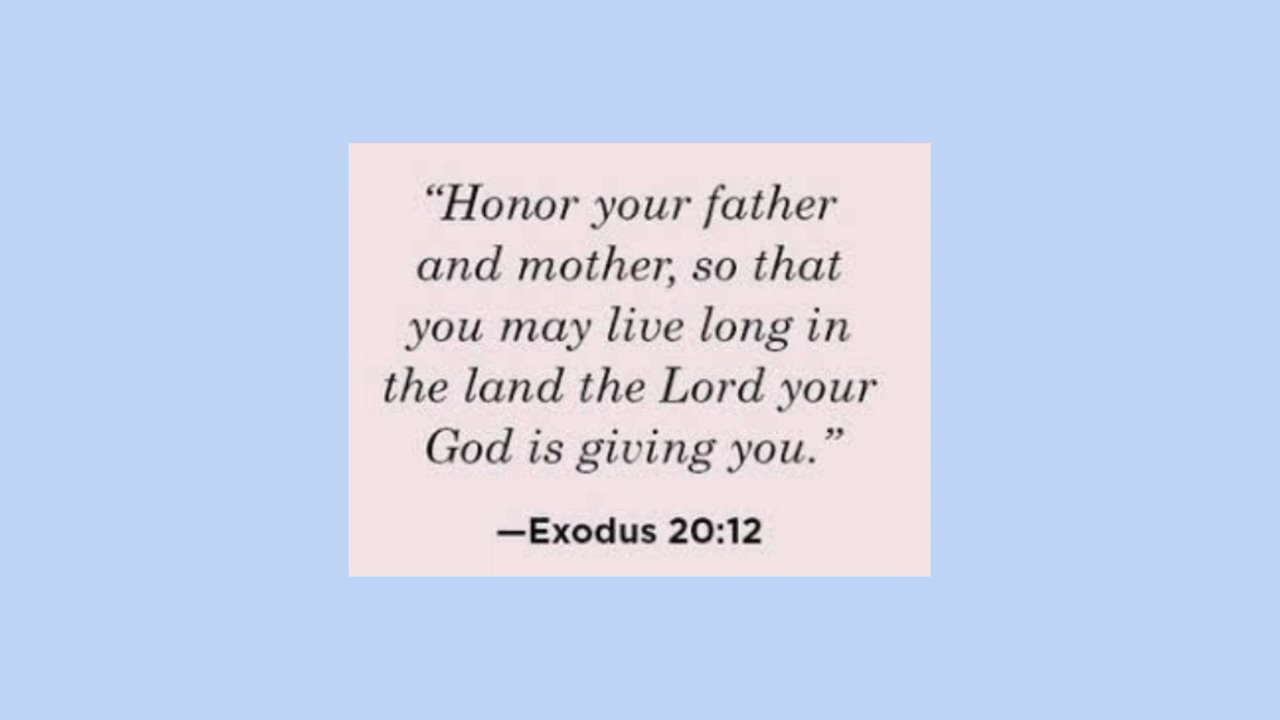 “Honor your father
and mother, so that
you may live long in
the land the Lord your
God is giving you.”
—Exodus 20:12